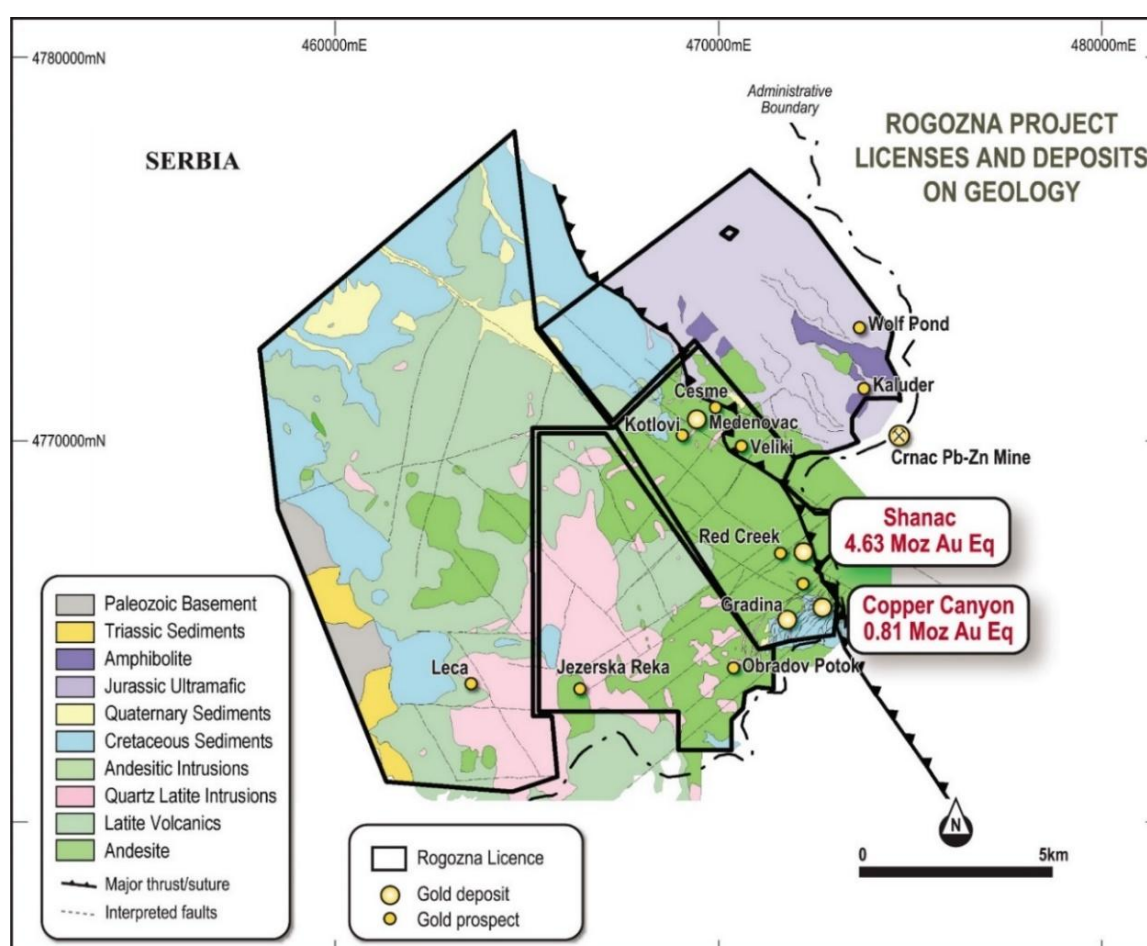 460000mE
470000mE
480000mE
4780000mN
Administrative
Boundary
ROGOZNA PROJECT
LICENSES AND DEPOSITS
ON GEOLOGY
SERBIA
Wolf Pond
Kaluder
Cesme
Kotlovi
Medenovac
Veliki
4770000mN
Crnac Pb-Zn Mine
Shanac
4.63 Moz Au Eq
Red Creek
Copper Canyon
0.81 Moz Au Eq
Gradina
Leca
Jezerska Reka
Obradov Potok
Paleozoic Basement
Triassic Sediments
Amphibolite
Jurassic Ultramafic
Quaternary Sediments
Cretaceous Sediments
Andesitic Intrusions
Quartz Latite Intrusions
Latite Volcanics
Andesite
Major thrust/suture
Interpreted faults
Rogozna Licence
Gold deposit
Gold prospect
N
0
5km